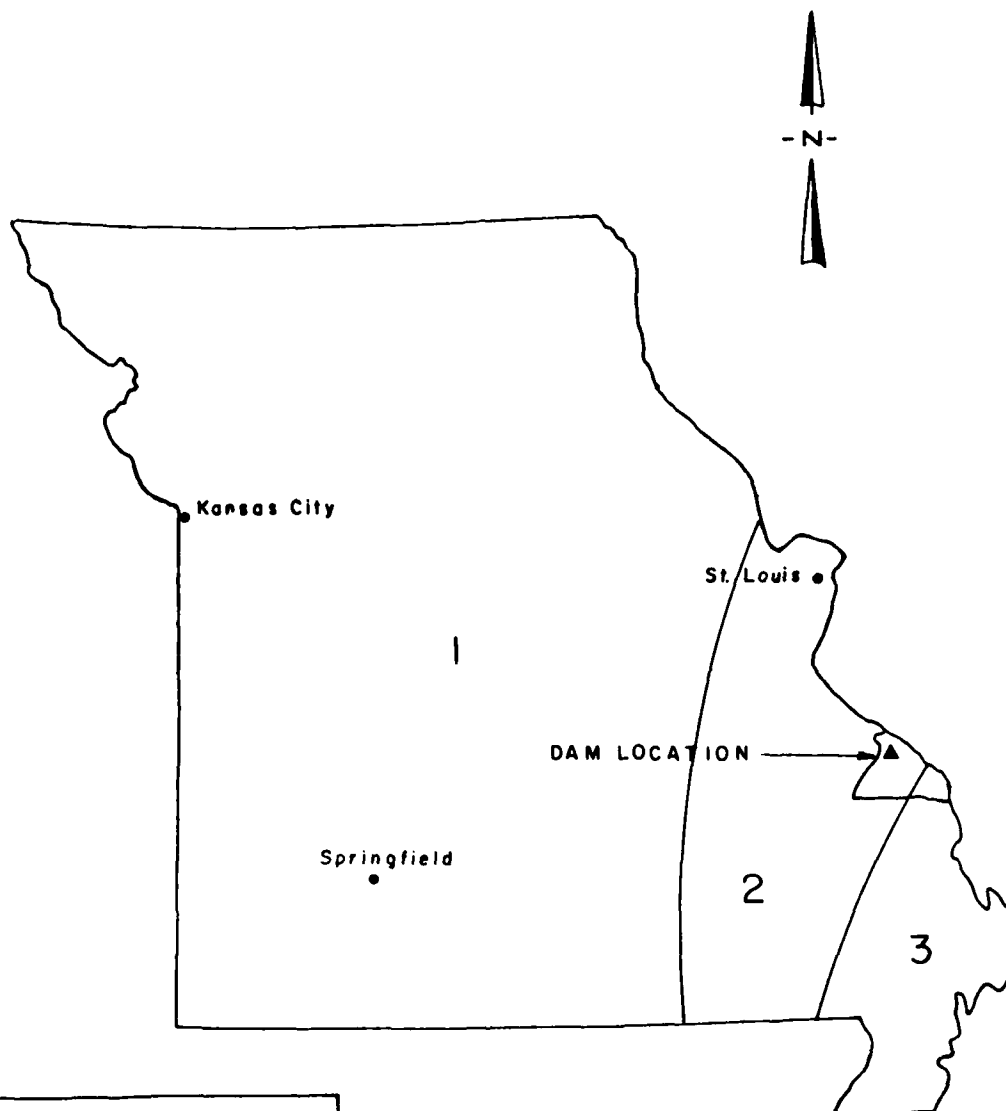 -N-
Kansas City
St. Louis
1
DAM LOCATION
Springfield
2
3